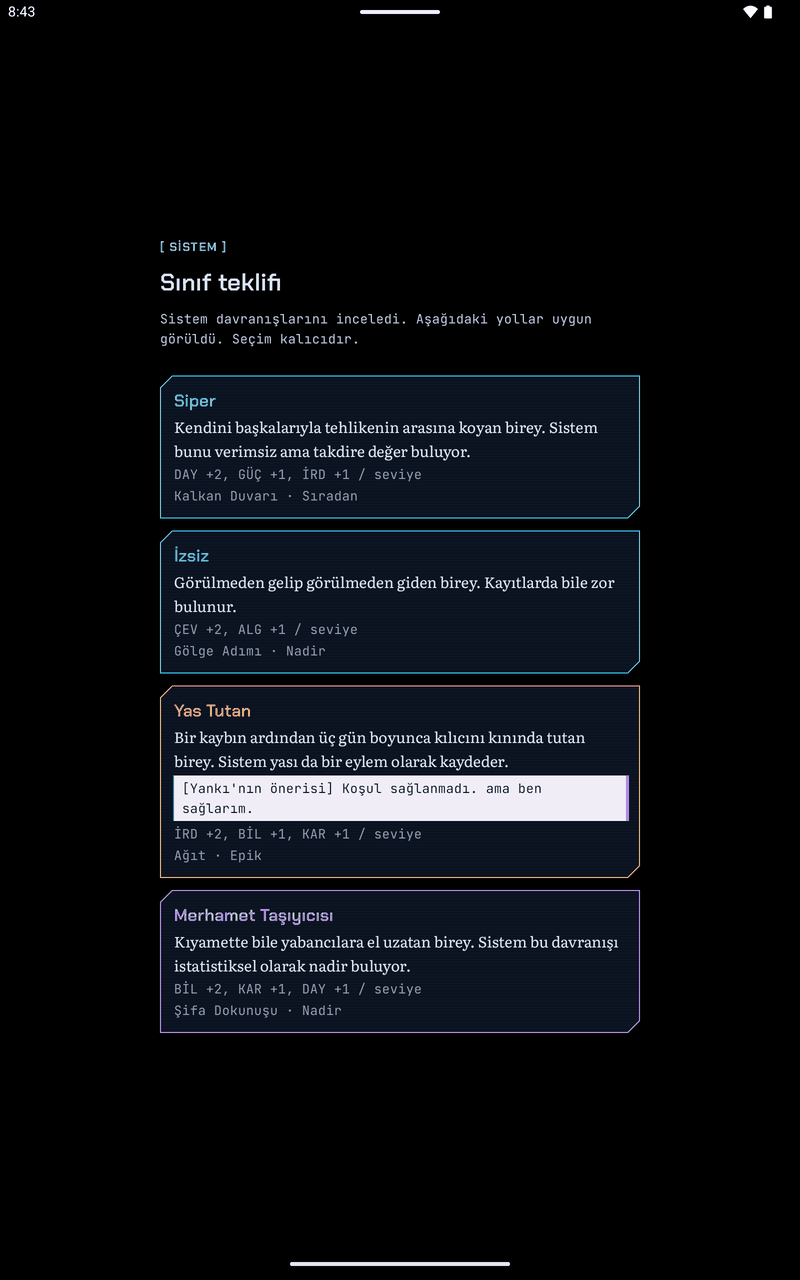 8:43
[ SİSTEM ]
Sınıf teklifi
Sistem davranışlarını inceledi. Aşağıdaki yollar uygun
görüldü. Seçim kalıcıdır.
Siper
Kendini başkalarıyla tehlikenin arasına koyan birey. Sistem
bunu verimsiz ama takdire değer buluyor.
DAY +2, GÜÇ +1, İRD +1 / seviye
Kalkan Duvarı · Sıradan
İzsiz
Görülmeden gelip görülmeden giden birey. Kayıtlarda bile zor
bulunur.
ÇEV +2, ALG +1 / seviye
Gölge Adımı · Nadir
Yas Tutan
Bir kaybın ardından üç gün boyunca kılıcını kınında tutan
birey. Sistem yası da bir eylem olarak kaydeder.
[Yankı'nın önerisi] Koşul sağlanmadı. ama ben
sağlarım.
İRD +2, BİL +1, KAR +1 / seviye
Ağıt · Epik
Merhamet Taşıyıcısı
Kıyamette bile yabancılara el uzatan birey. Sistem bu davranışı
istatistiksel olarak nadir buluyor.
BİL +2, KAR +1, DAY +1 / seviye
Şifa Dokunuşu · Nadir